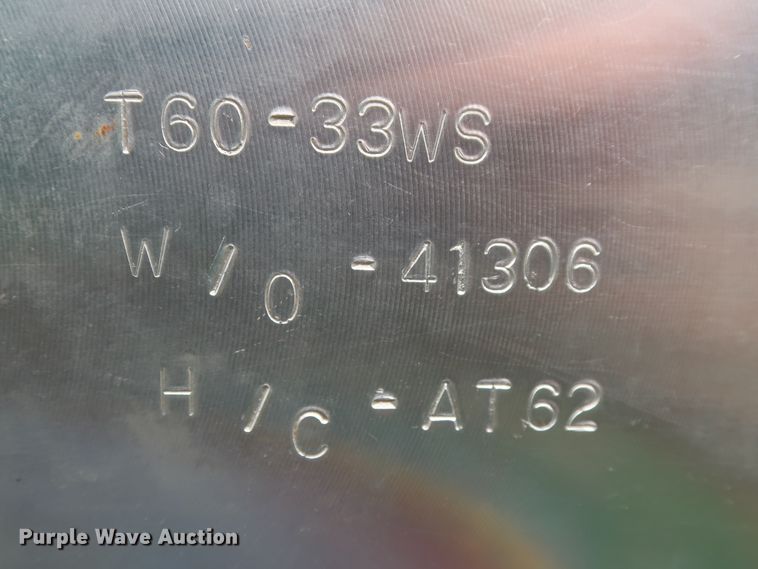 T60-33WS
W/O-41306
H/C-AT62
Purple Wave Auction